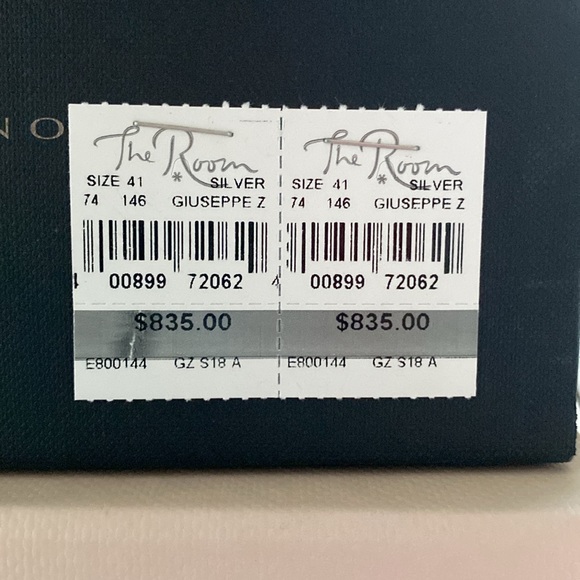 NO
The Room
SIZE 41 SILVER
74 146 GIUSEPPE Z
00899 72062
$835.00
E800144 GZ S18 A
The Room
SIZE 41 SILVER
74 146 GIUSEPPE Z
00899 72062
$835.00
E800144 GZ S18 A